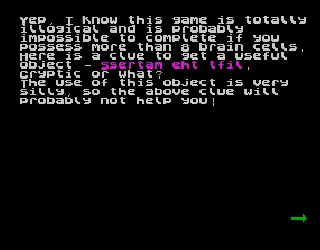 Yep, I know this game is totally
illogical and is probably
impossible to complete if you
possess more than 8 brain cells.
Here is a clue to get a useful
object - ssertam eht tfil.
Cryptic or what?
The use of this object is very
silly, so the above clue will
probably not help you!